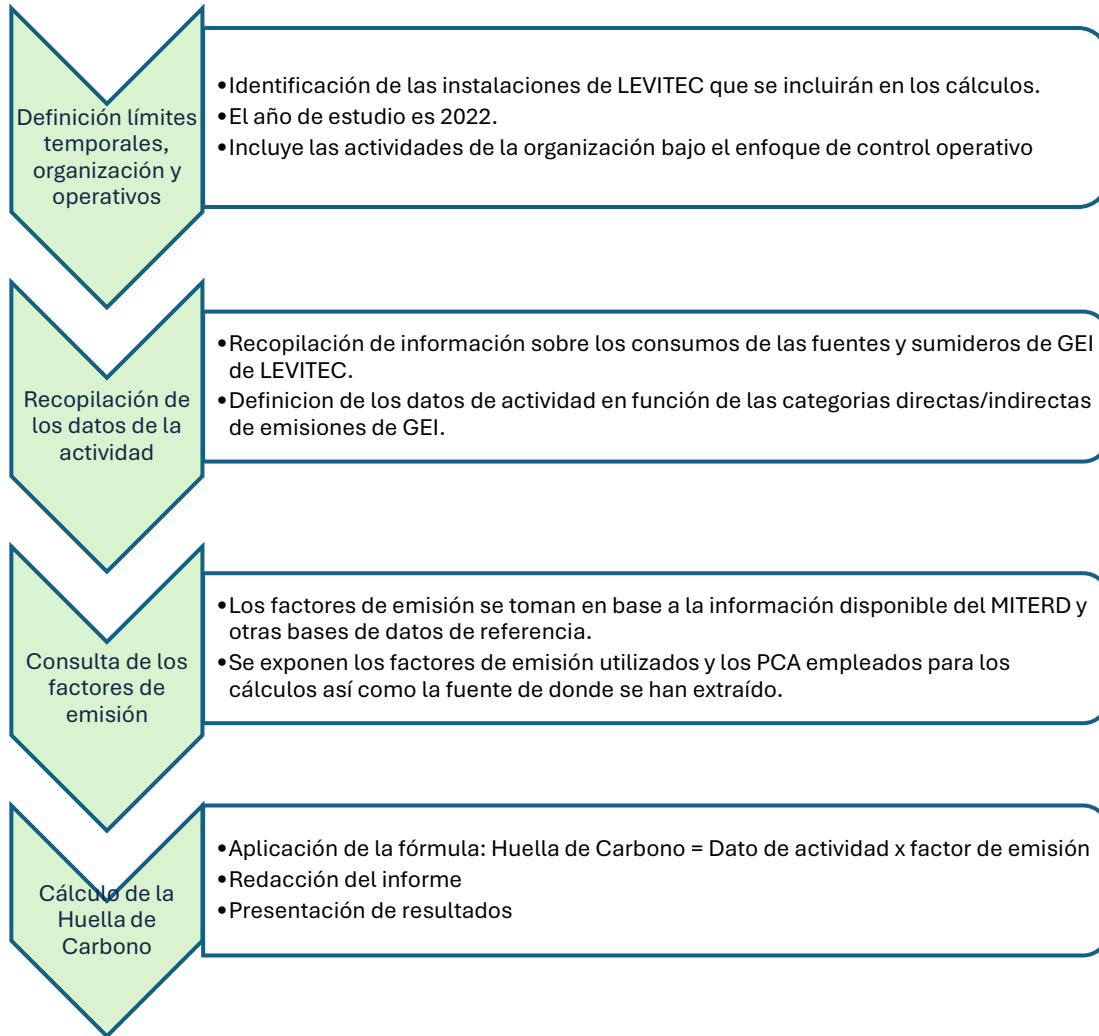 Definición límites
temporales,
organización y
operativos
•Identificación de las instalaciones de LEVITEC que se incluirán en los cálculos.
•El año de estudio es 2022.
•Incluye las actividades de la organización bajo el enfoque de control operativo
Recopilación de
los datos de la
actividad
•Recopilación de información sobre los consumos de las fuentes y sumideros de GEI
de LEVITEC.
•Definicion de los datos de actividad en función de las categorias directas/indirectas
de emisiones de GEI.
Consulta de los
factores de
emisión
•Los factores de emisión se toman en base a la información disponible del MITERD y
otras bases de datos de referencia.
•Se exponen los factores de emisión utilizados y los PCA empleados para los
cálculos así como la fuente de donde se han extraído.
Cálculo de la
Huella de
Carbono
•Aplicación de la fórmula: Huella de Carbono = Dato de actividad x factor de emisión
•Redacción del informe
•Presentación de resultados